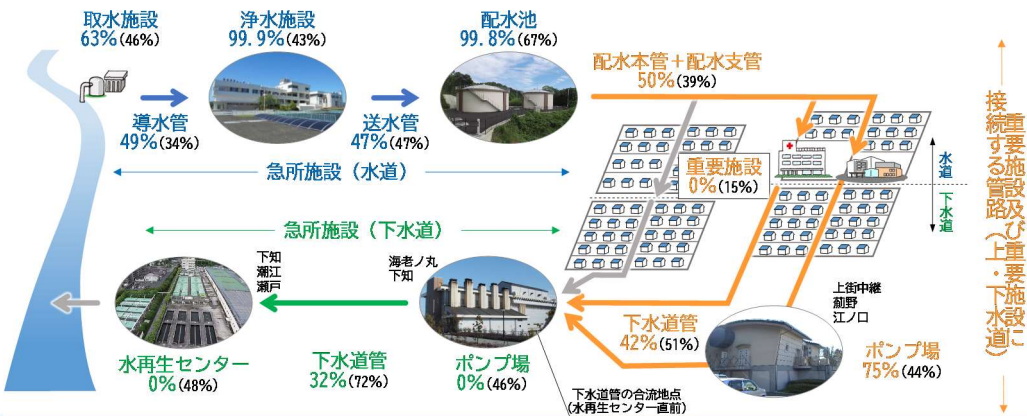 取水施設
63%(46%)
浄水施設
99.9%(43%)
配水池
99.8%(67%)
配水本管＋配水支管
50%(39%)
導水管
49%(34%)
送水管
47%(47%)
急所施設（水道）
重要施設
0%(15%)
水道
下水道
重要施設及び重要施設に
接続する管路（上・下水道）
急所施設（下水道）
下知
潮江
瀬戸
海老ノ丸
下知
上街中継
前野
江ノ口
水再生センター
0%(48%)
下水道管
32%(72%)
ポンプ場
0%(46%)
下水道管
42%(51%)
ポンプ場
75%(44%)
下水道管の合流地点
(水再生センター直前)